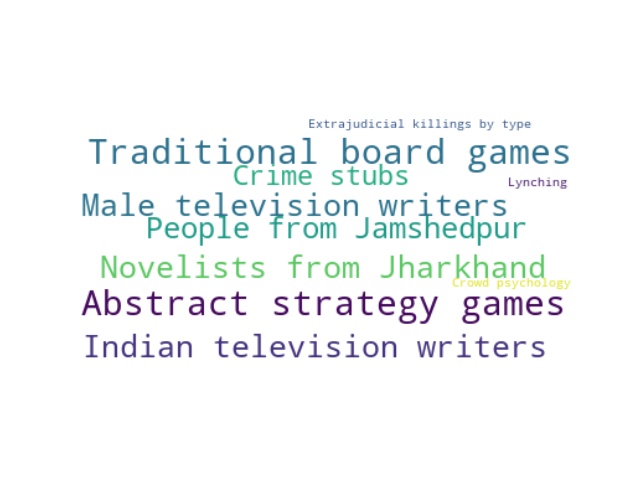 Extrajudicial killings by type
Traditional board games
Crime stubs
Lynching
Male television writers
People from Jamshedpur
Novelists from Jharkhand
Crowd psychology
Abstract strategy games
Indian television writers